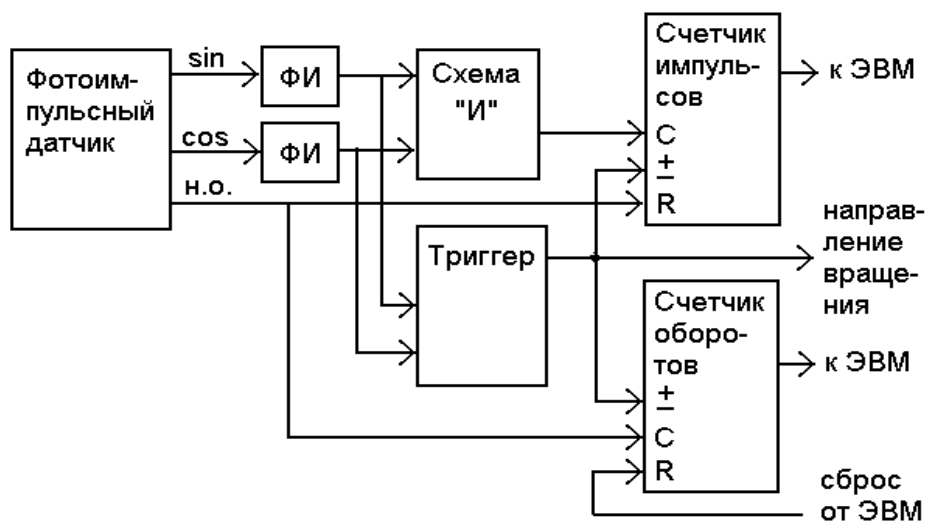 Фотоим-
пульсный
датчик
sin
cos
н.о.
ФИ
ФИ
Схема
"И"
Триггер
Счетчик
импуль-
сов
C
±
R
к ЭВМ
направ-
ление
враще-
ния
Счетчик
оборо-
тов
±
C
R
к ЭВМ
сброс
от ЭВМ